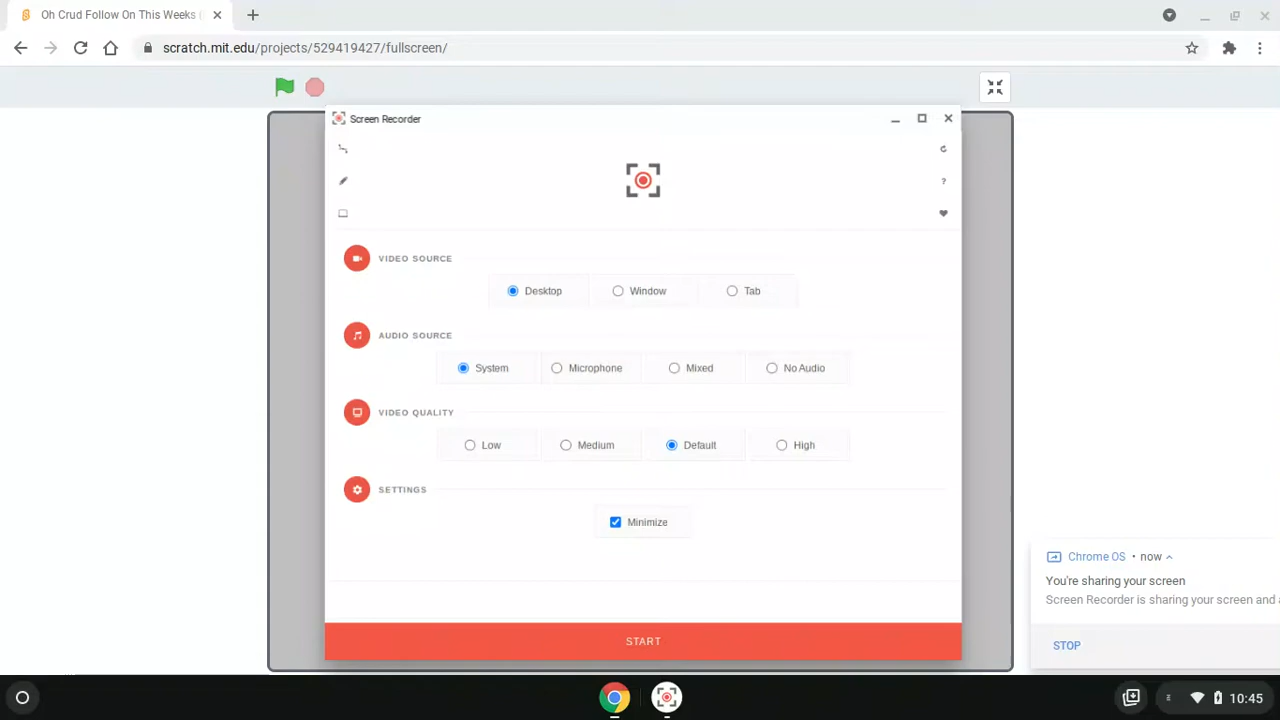 Oh Crud Follow On This Weeks
scratch.mit.edu/projects/529419427/fullscreen/
Screen Recorder
?
VIDEO SOURCE
Desktop
Window
Tab
AUDIO SOURCE
System
Microphone
Mixed
No Audio
VIDEO QUALITY
Low
Medium
Default
High
SETTINGS
Minimize
START
Chrome OS • now
You're sharing your screen
Screen Recorder is sharing your screen and
STOP
10:45